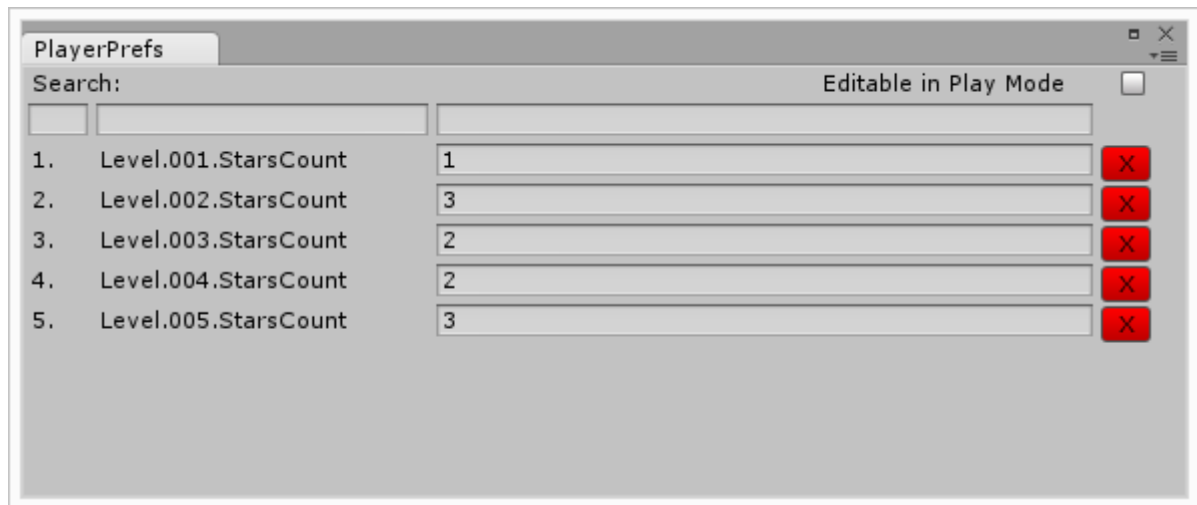 PlayerPrefs
Search: Editable in Play Mode
1. Level.001.StarsCount 1 X
2. Level.002.StarsCount 3 X
3. Level.003.StarsCount 2 X
4. Level.004.StarsCount 2 X
5. Level.005.StarsCount 3 X